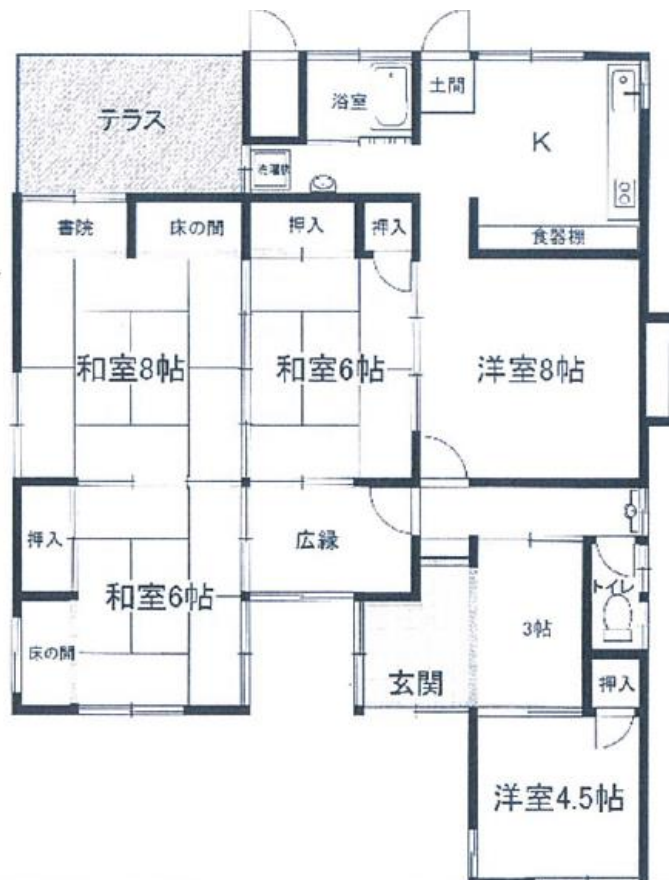 テラス
浴室
土間
K
洗濯機
書院
床の間
押入
押入
食器棚
和室8帖
和室6帖
洋室8帖
押入
広縁
和室6帖
トイレ
3帖
床の間
玄関
押入
洋室4.5帖